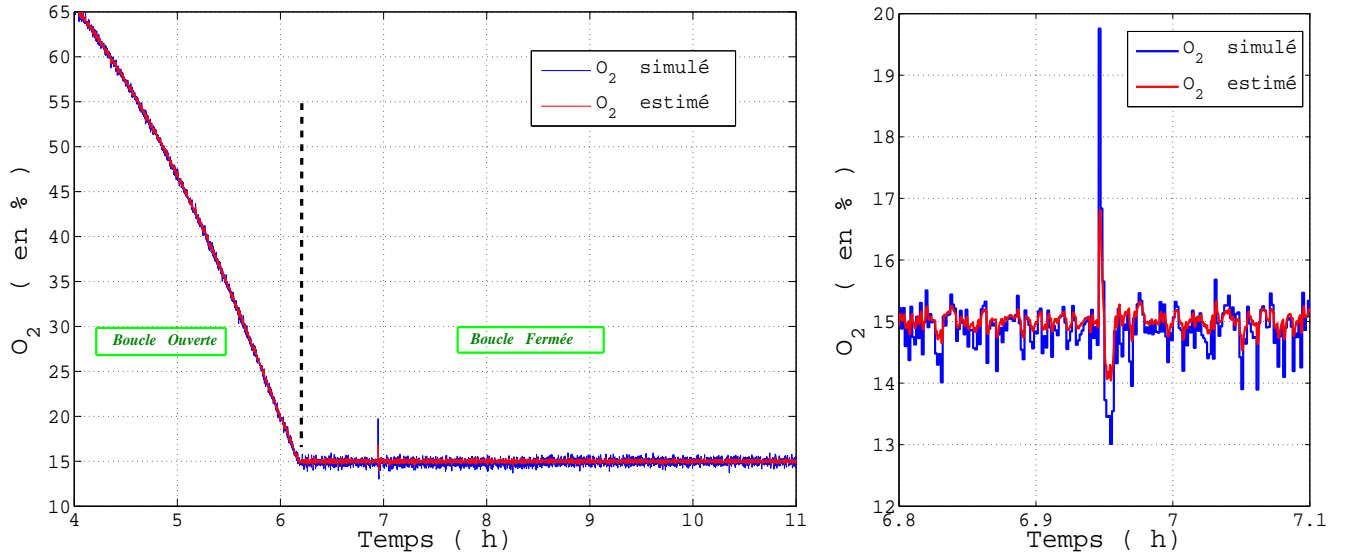 65
60
55
50
45
40
35
30
25
20
15
10
O2 ( en % )
4 5 6 7 8 9 10 11
Temps ( h)
O2 simulé
O2 estimé
Boucle Ouverte
Boucle Fermée
20
19
18
17
16
15
14
13
12
O2 ( en % )
6.8 6.9 7 7.1
Temps ( h)
O2 simulé
O2 estimé